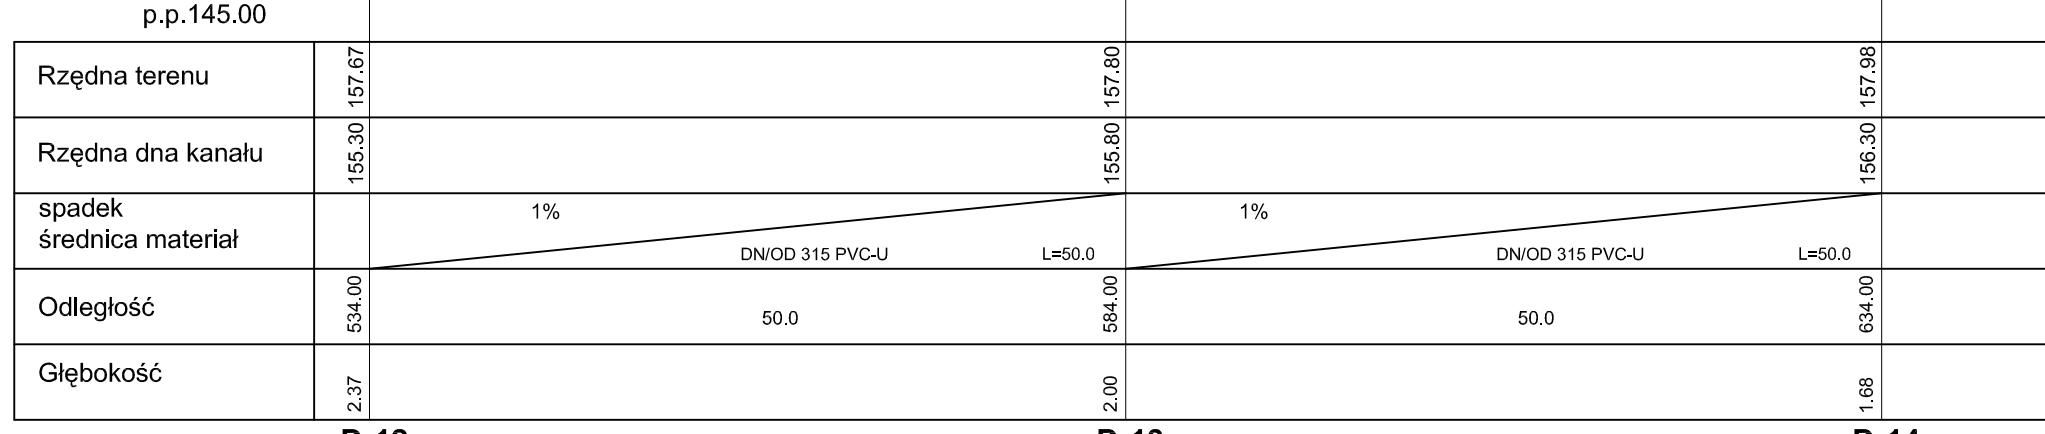 p.p.145.00
Rzędna terenu 157.67 157.80 157.98
Rzędna dna kanału 155.30 155.80 156.30
spadek 1% 1%
średnica materiał DN/OD 315 PVC-U L=50.0 DN/OD 315 PVC-U L=50.0
Odległość 534.00 50.0 584.00 50.0 634.00
Głębokość 2.37 2.00 1.68